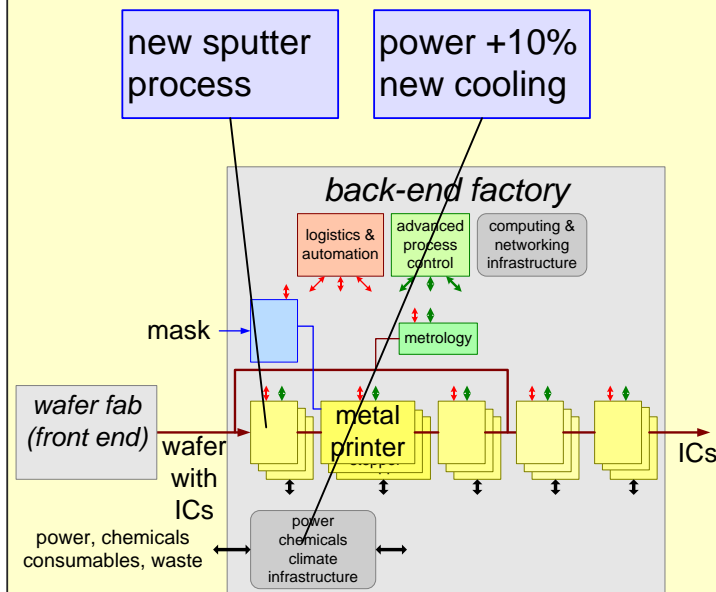 new sputter
process
power +10%
new cooling
back-end factory
logistics &
automation
advanced
process
control
computing &
networking
infrastructure
mask
metrology
wafer fab
(front end)
metal
printer
stepper
wafer
with
ICs
ICs
power, chemicals
consumables, waste
power
chemicals
climate
infrastructure